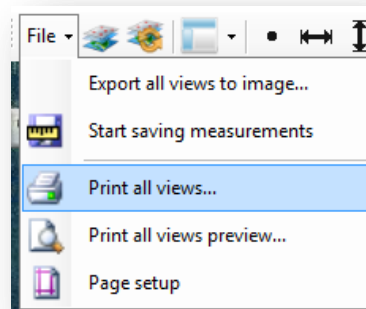 File
Export all views to image...
Start saving measurements
Print all views...
Print all views preview...
Page setup